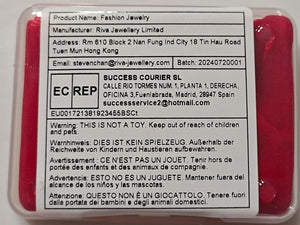 Product Name: Fashion Jewelry
Manufacturer: Riva Jewellery Limited
Address: Rm 610 Block 2 Nan Fung Ind City 18 Tin Hau Road
Tuen Mun Hong Kong
Email: stevenchan@riva-jewellery.com Batch: 20240720001
EC REP
SUCCESS COURIER SL
CALLE RIO TORMES NUM. 1, PLANTA 1, DERECHA,
OFICINA 3,Fuenlabrada, Madrid, 28947 Spain
successservice2@hotmail.com
EU001721381923455BSCt
Warning: THIS IS NOT A TOY. Keep out of reach of children
and pets.
Warnung: DIES IST KEIN SPIELZEUG. Außerhalb der
Reichweite von Kindern und Haustieren aufbewahren.
Avertissement : CE N'EST PAS UN JOUET. Tenir hors de
portée des enfants et des animaux de compagnie.
Advertencia: ESTO NO ES UN JUGUETE. Mantener fuera del
alcance de los niños y las mascotas.
Attenzione: QUESTO NON È UN GIOCATTOLO. Tenere fuori
dalla portata dei bambini e degli animali domestici.